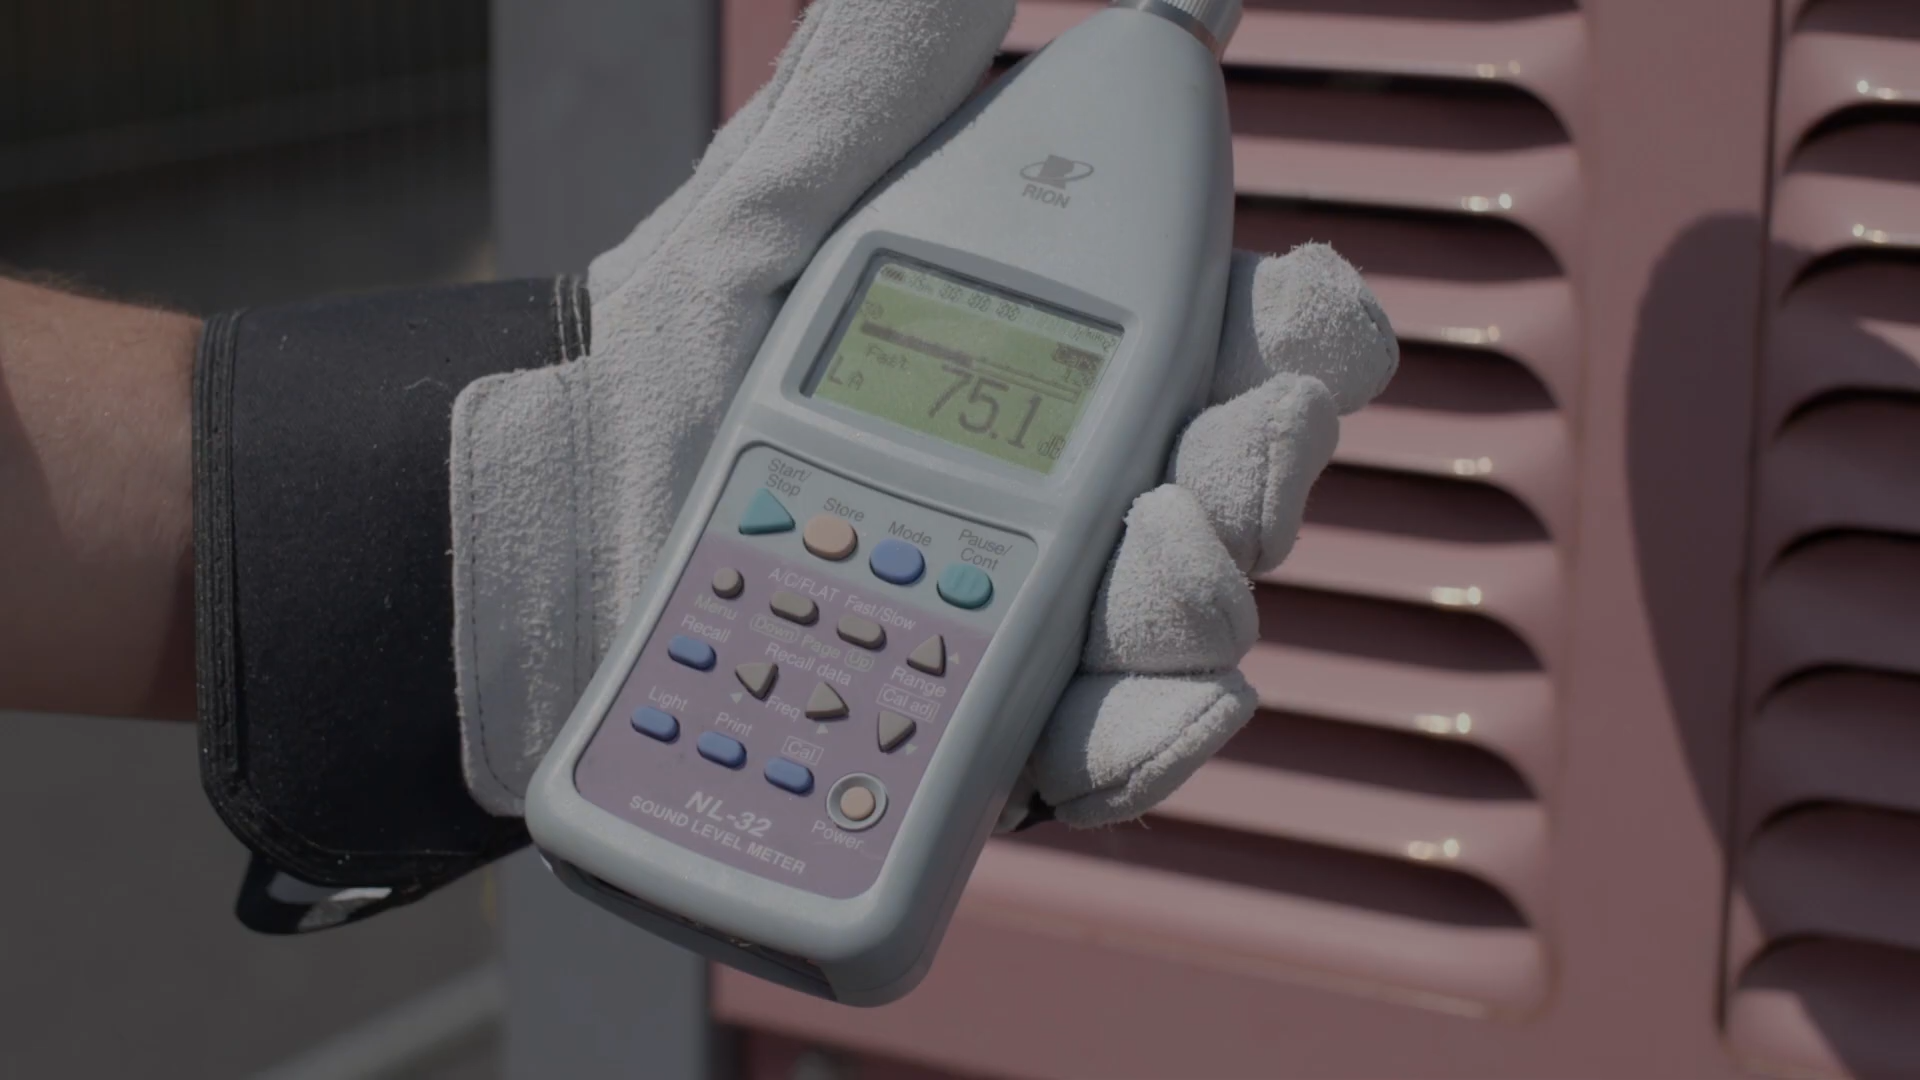 RION
Fast
LA 75.1 dB
Start/
Stop
Store
Mode
Pause/
Cont
A/C/FLAT Fast/Slow
Menu
Down Page Up
Recall
Recall data
Range
Cal adj
Light
Freq
Print
Cal
Power
NL-32
SOUND LEVEL METER